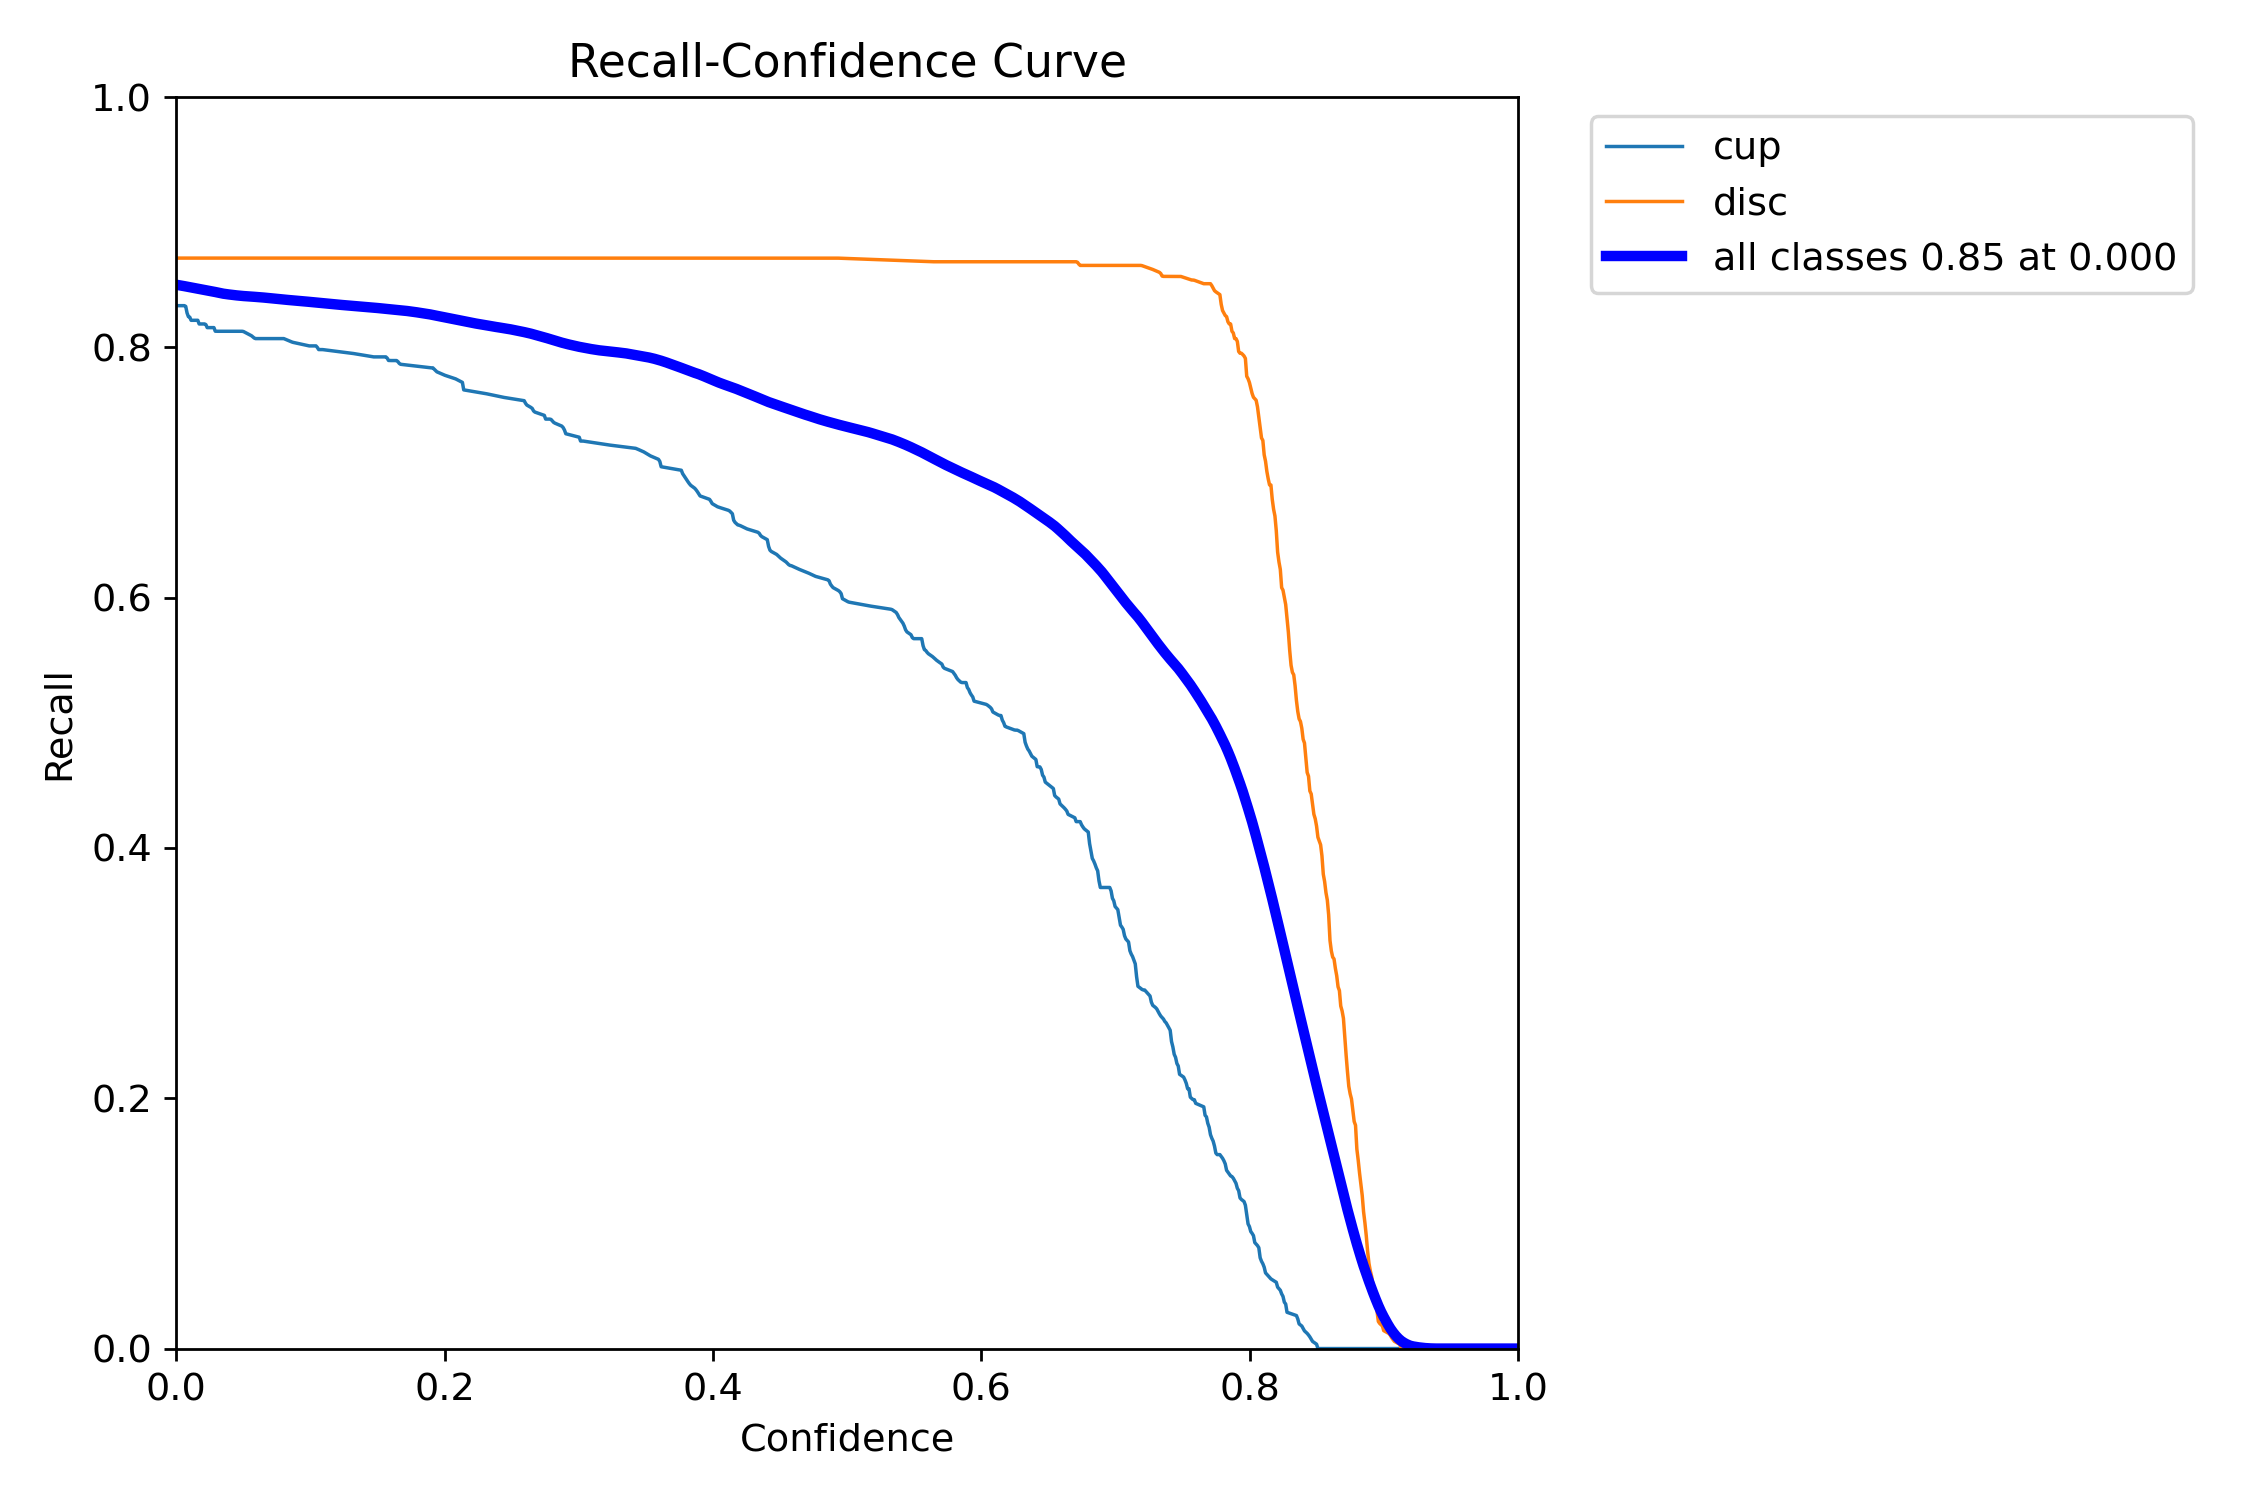 Recall-Confidence Curve
1.0
0.8
0.6
0.4
0.2
0.0
Recall
0.0 0.2 0.4 0.6 0.8 1.0
Confidence
cup
disc
all classes 0.85 at 0.000